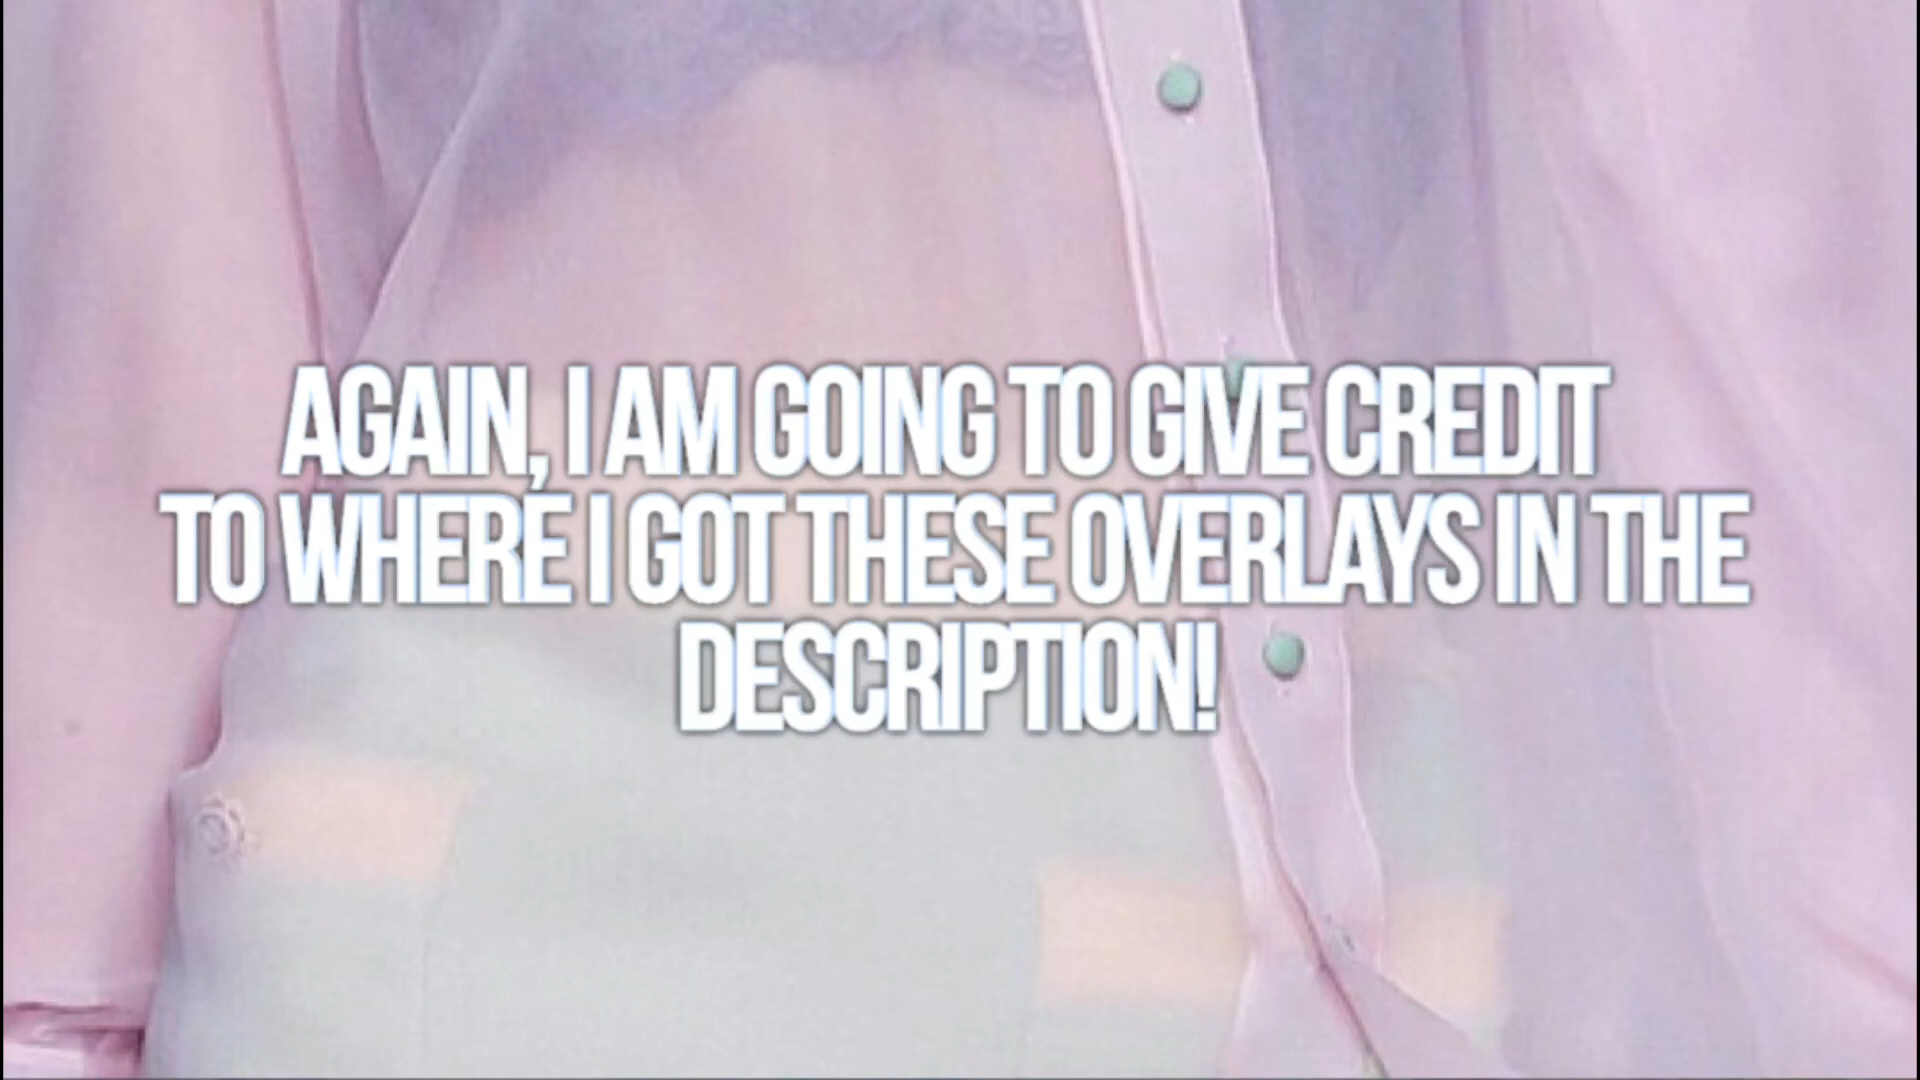 AGAIN, I AM GOING TO GIVE CREDIT
TO WHERE I GOT THESE OVERLAYS IN THE
DESCRIPTION!